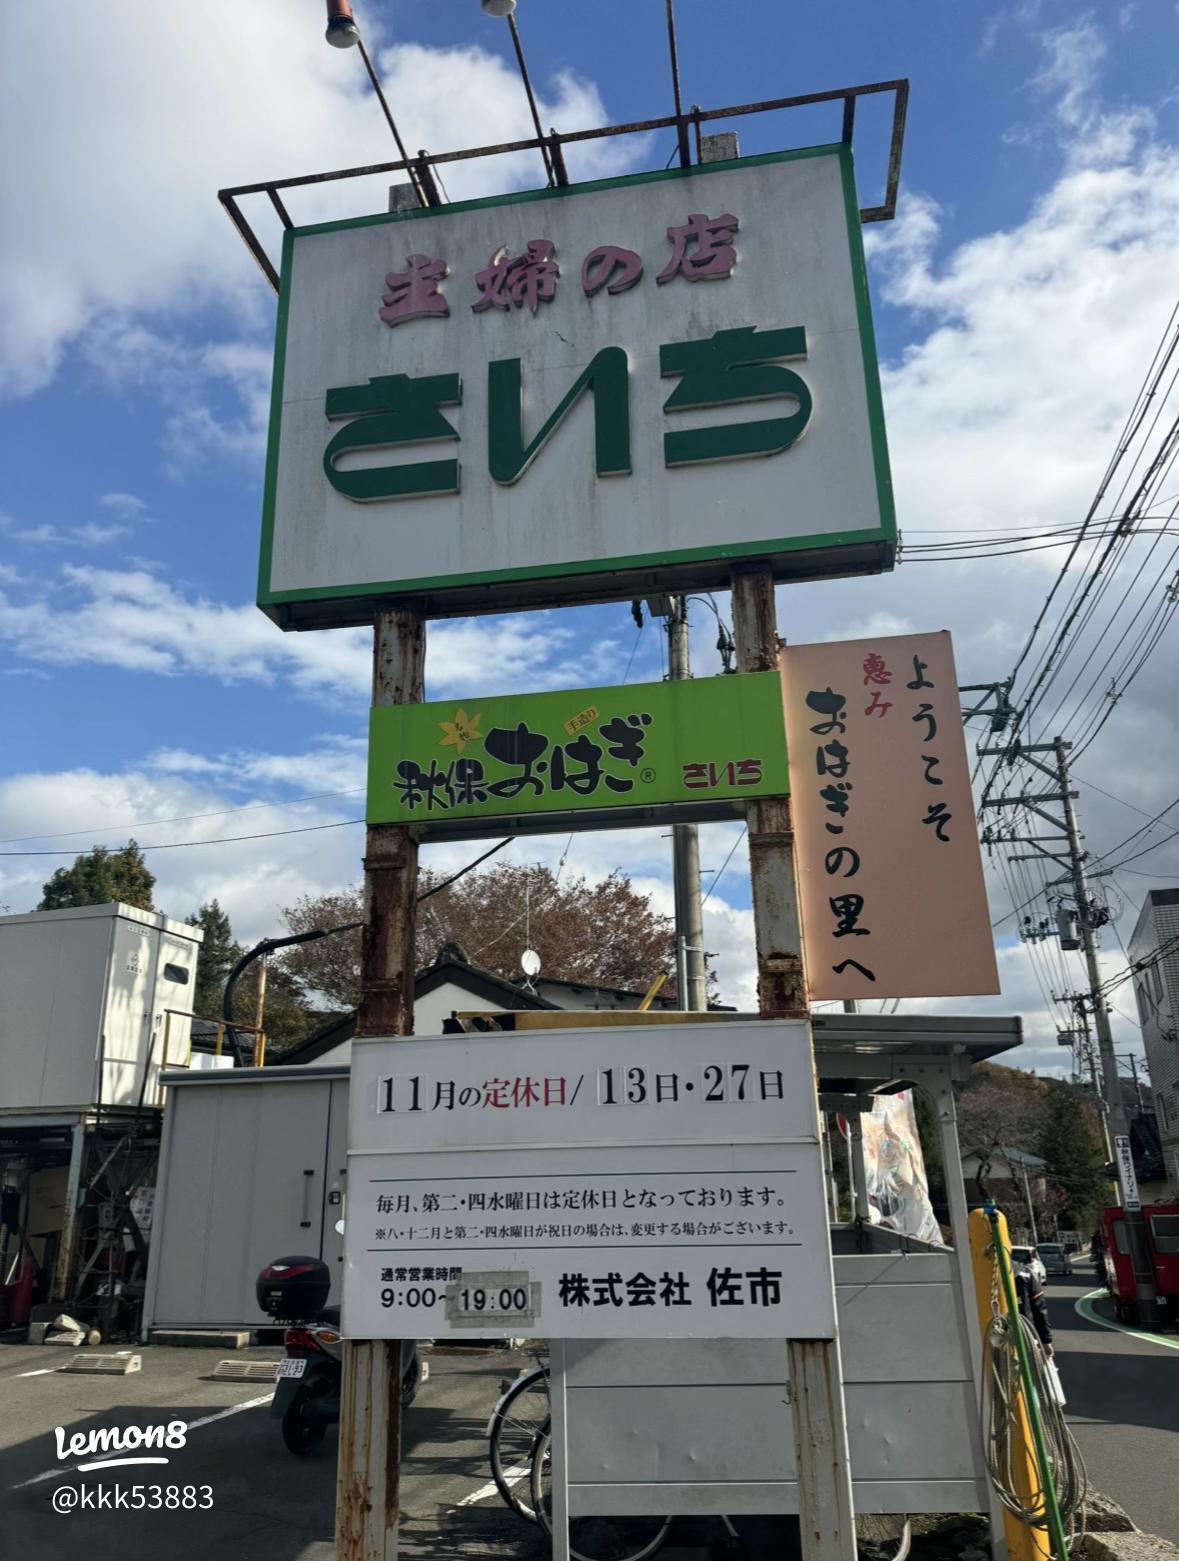 主婦の店
さいち
名物
秋保おはぎ®
手造り
さいち
ようこそ
恵み
おはぎの里へ
11月の定休日/ 13日・27日
毎月、第二・四水曜日は定休日となっております。
※八・十二月と第二・四水曜日が祝日の場合は、変更する場合がございます。
通常営業時間
9:00~19:00
株式会社 佐市
Lemon8
@kkk53883